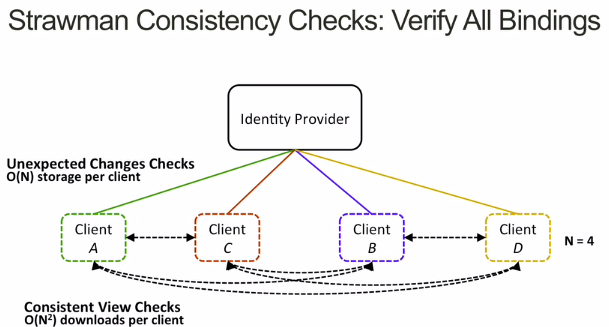 Strawman Consistency Checks: Verify All Bindings
Identity Provider
Unexpected Changes Checks
O(N) storage per client
Client
A
Client
C
Client
B
Client
D
N = 4
Consistent View Checks
O(N²) downloads per client